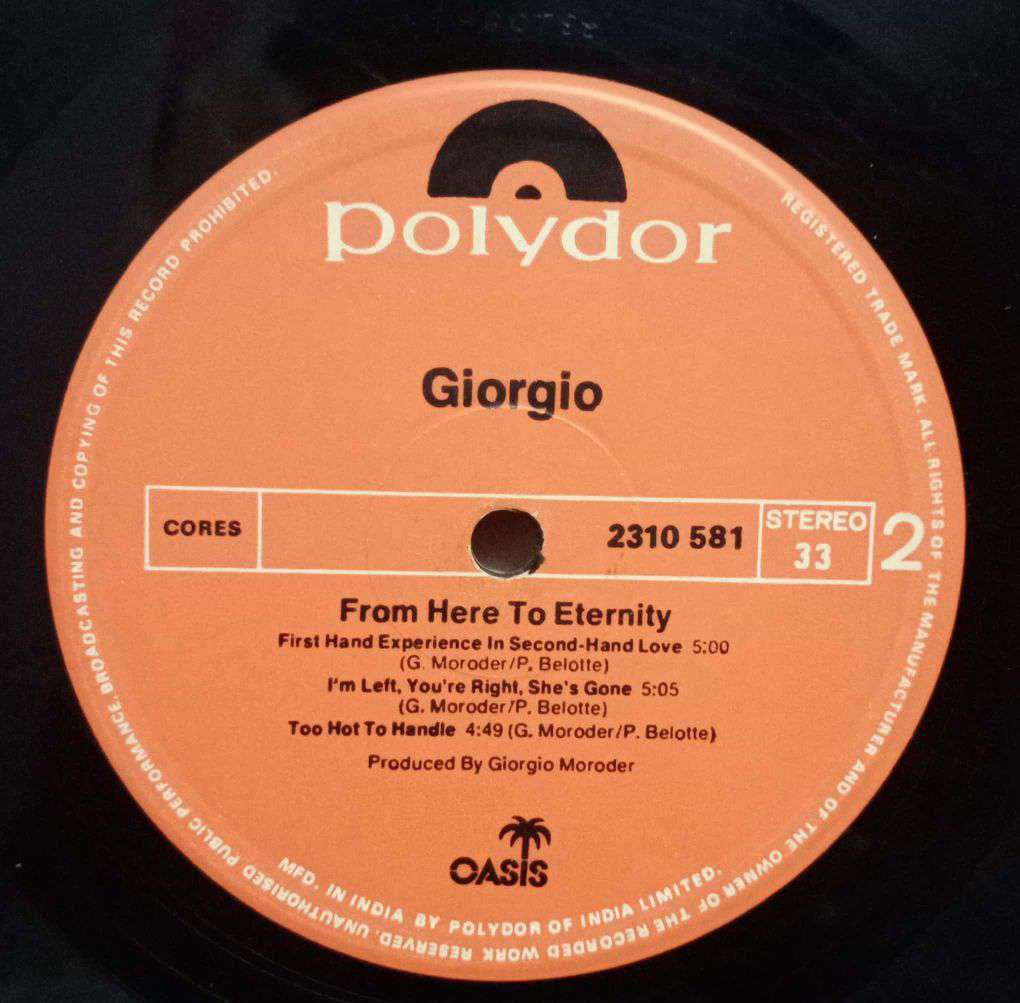 polydor
Giorgio
CORES
2310 581
STEREO
33
2
From Here To Eternity
First Hand Experience In Second-Hand Love 5:00
(G. Moroder/P. Belotte)
I'm Left, You're Right, She's Gone 5:05
(G. Moroder/P. Belotte)
Too Hot To Handle 4:49 (G. Moroder/P. Belotte)
Produced By Giorgio Moroder
OASIS
MFD. IN INDIA BY POLYDOR OF INDIA LIMITED.
REGISTERED TRADE MARK. ALL RIGHTS OF THE MANUFACTURER AND OF THE OWNER OF THE RECORDED WORK RESERVED. UNAUTHORISED PUBLIC PERFORMANCE, BROADCASTING AND COPYING OF THIS RECORD PROHIBITED.